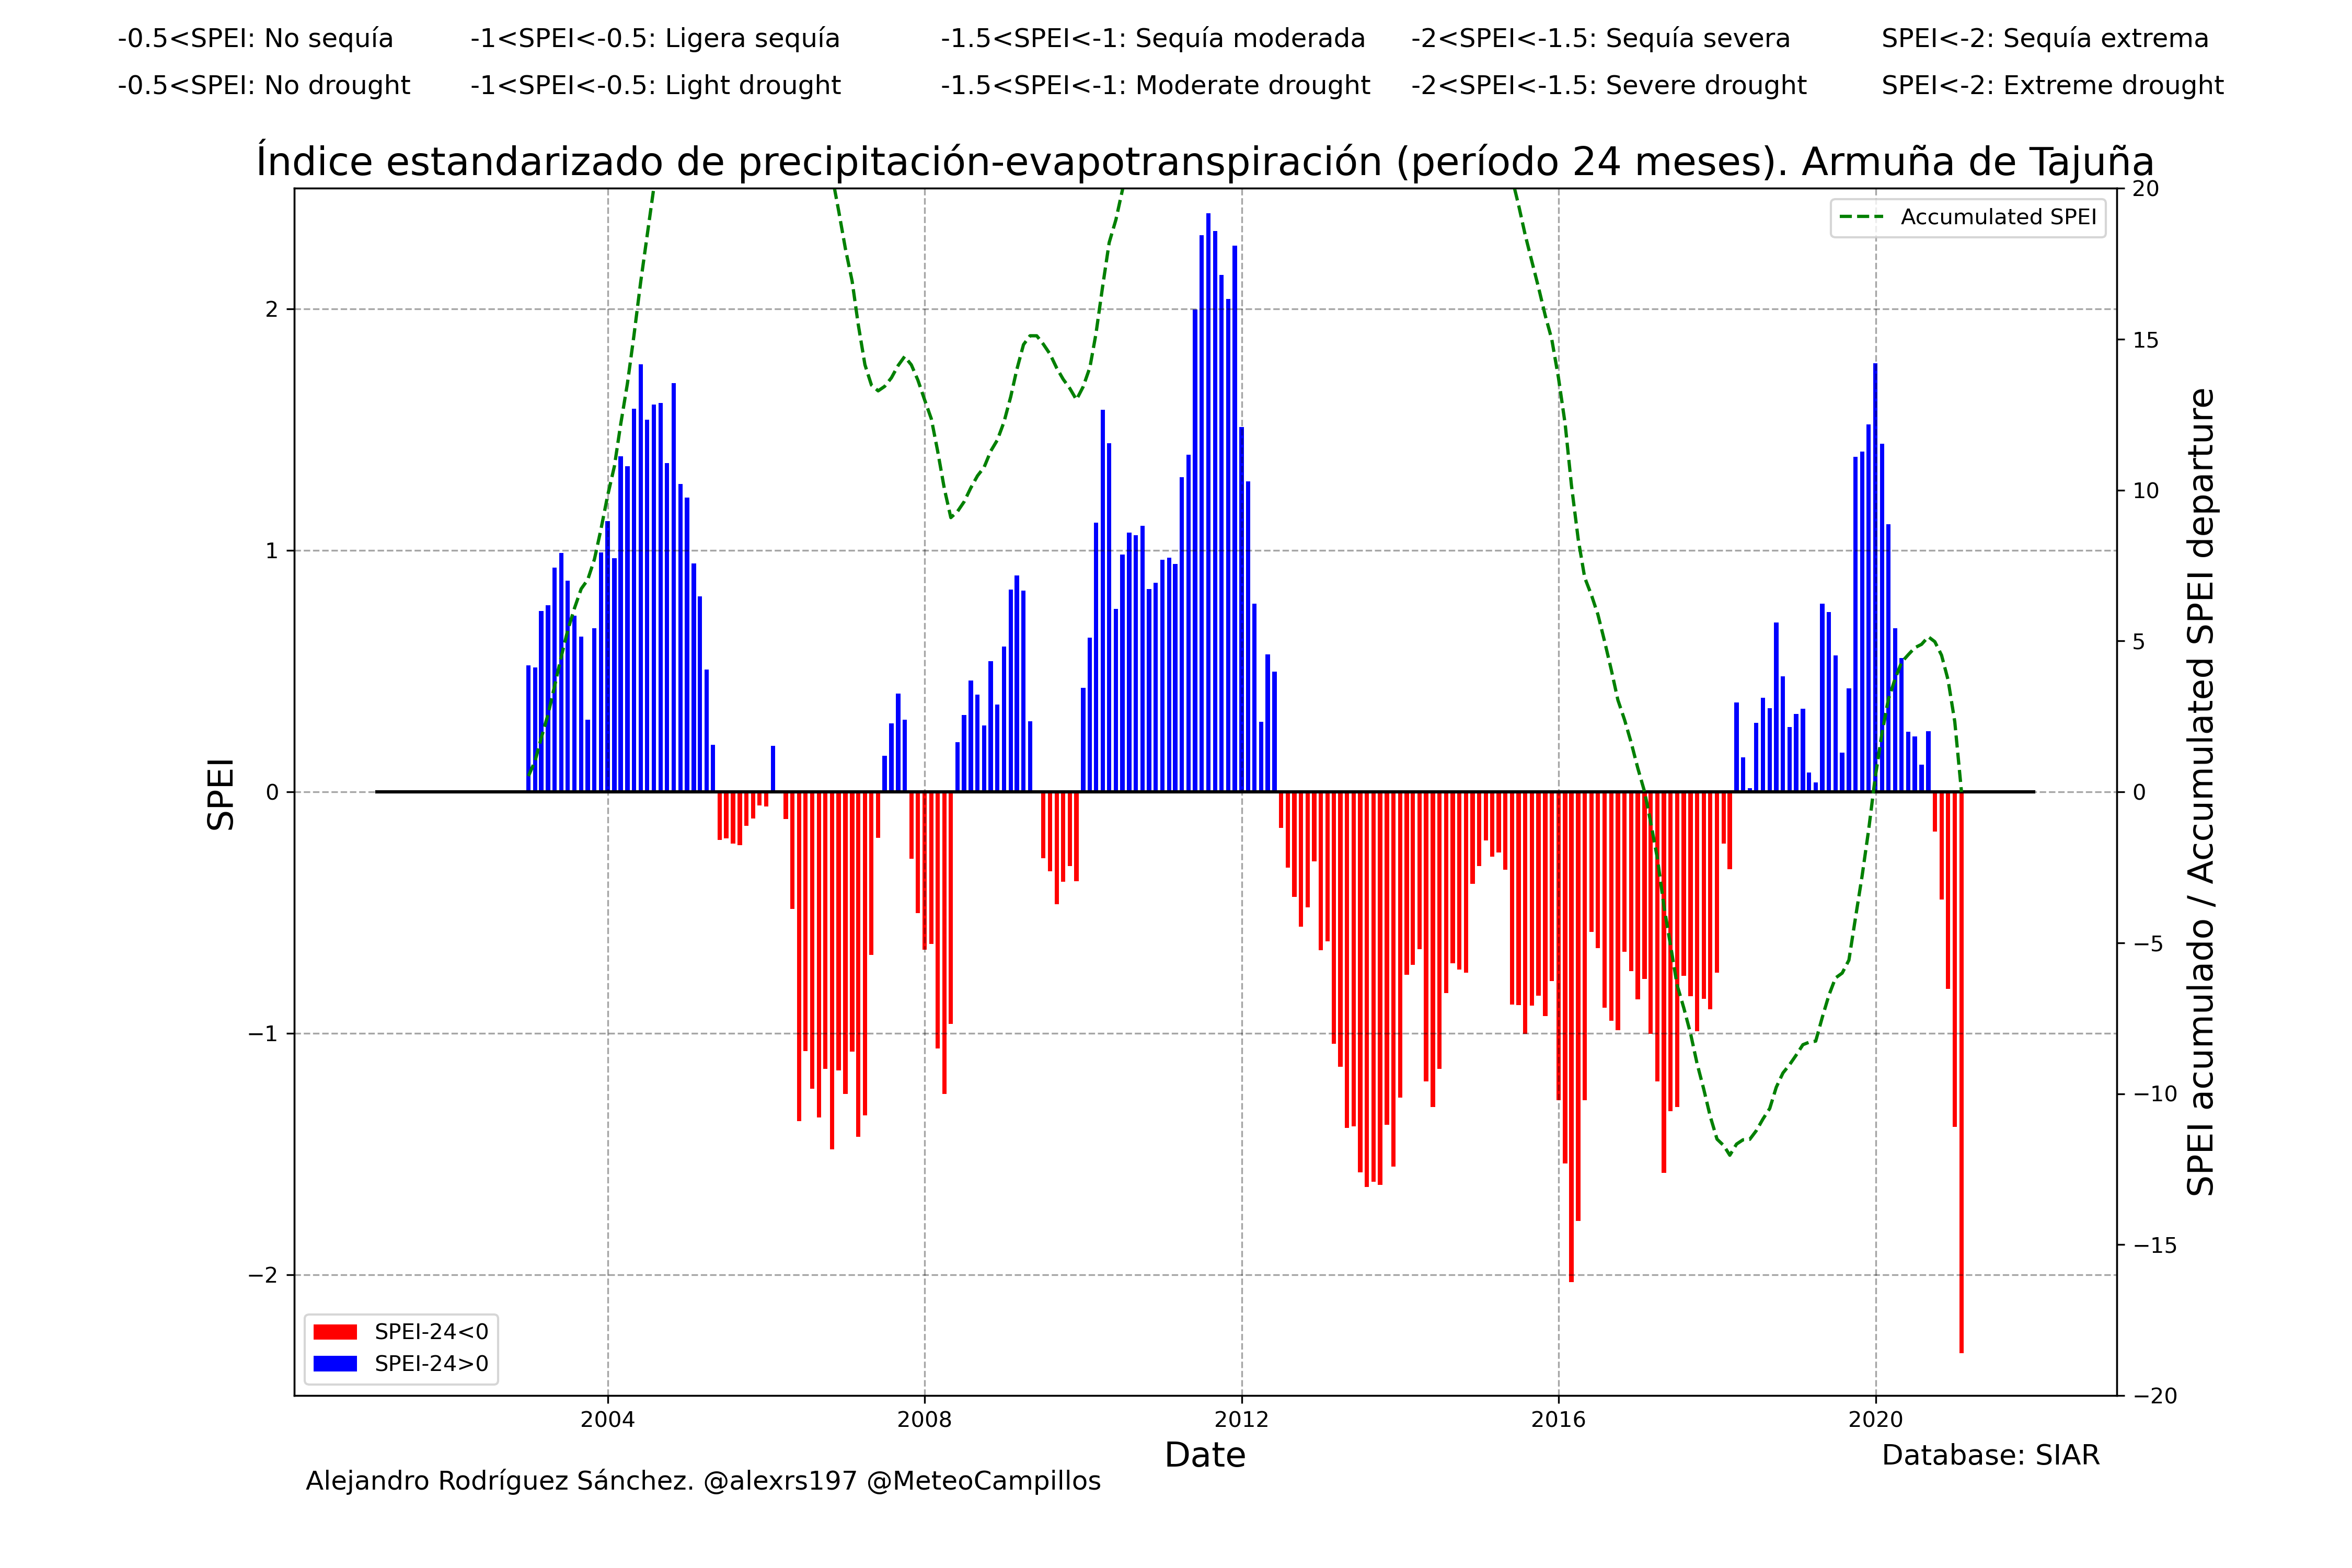 -0.5<SPEI: No sequía -1<SPEI<-0.5: Ligera sequía -1.5<SPEI<-1: Sequía moderada -2<SPEI<-1.5: Sequía severa SPEI<-2: Sequía extrema
-0.5<SPEI: No drought -1<SPEI<-0.5: Light drought -1.5<SPEI<-1: Moderate drought -2<SPEI<-1.5: Severe drought SPEI<-2: Extreme drought
Índice estandarizado de precipitación-evapotranspiración (período 24 meses). Armuña de Tajuña
Accumulated SPEI
2
1
0
−1
−2
SPEI
20
15
10
5
0
−5
−10
−15
−20
SPEI acumulado / Accumulated SPEI departure
SPEI-24<0
SPEI-24>0
2004 2008 2012 2016 2020
Date
Database: SIAR
Alejandro Rodríguez Sánchez. @alexrs197 @MeteoCampillos